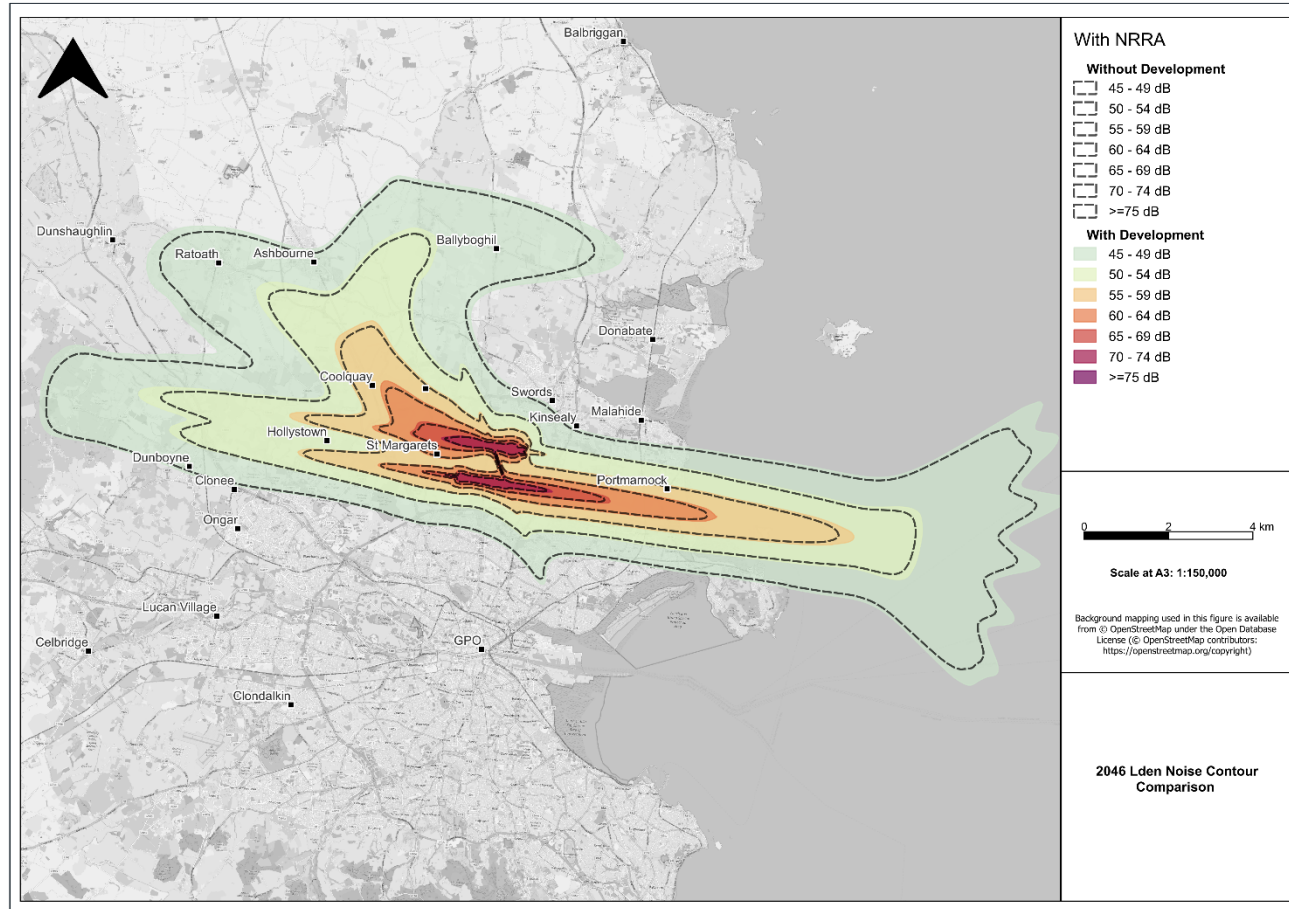 Balbriggan
Dunshaughlin
Ratoath
Ashbourne
Ballyboghil
Donabate
Coolquay
Swords
Kinsealy
Malahide
Hollystown
St Margarets
Dunboyne
Clonee
Portmarnock
Ongar
Lucan Village
Celbridge
GPO
Clondalkin
With NRRA
Without Development
45 - 49 dB
50 - 54 dB
55 - 59 dB
60 - 64 dB
65 - 69 dB
70 - 74 dB
>=75 dB
With Development
45 - 49 dB
50 - 54 dB
55 - 59 dB
60 - 64 dB
65 - 69 dB
70 - 74 dB
>=75 dB
0 2 4 km
Scale at A3: 1:150,000
Background mapping used in this figure is available
from © OpenStreetMap under the Open Database
License (© OpenStreetMap contributors:
https://openstreetmap.org/copyright)
2046 Lden Noise Contour
Comparison